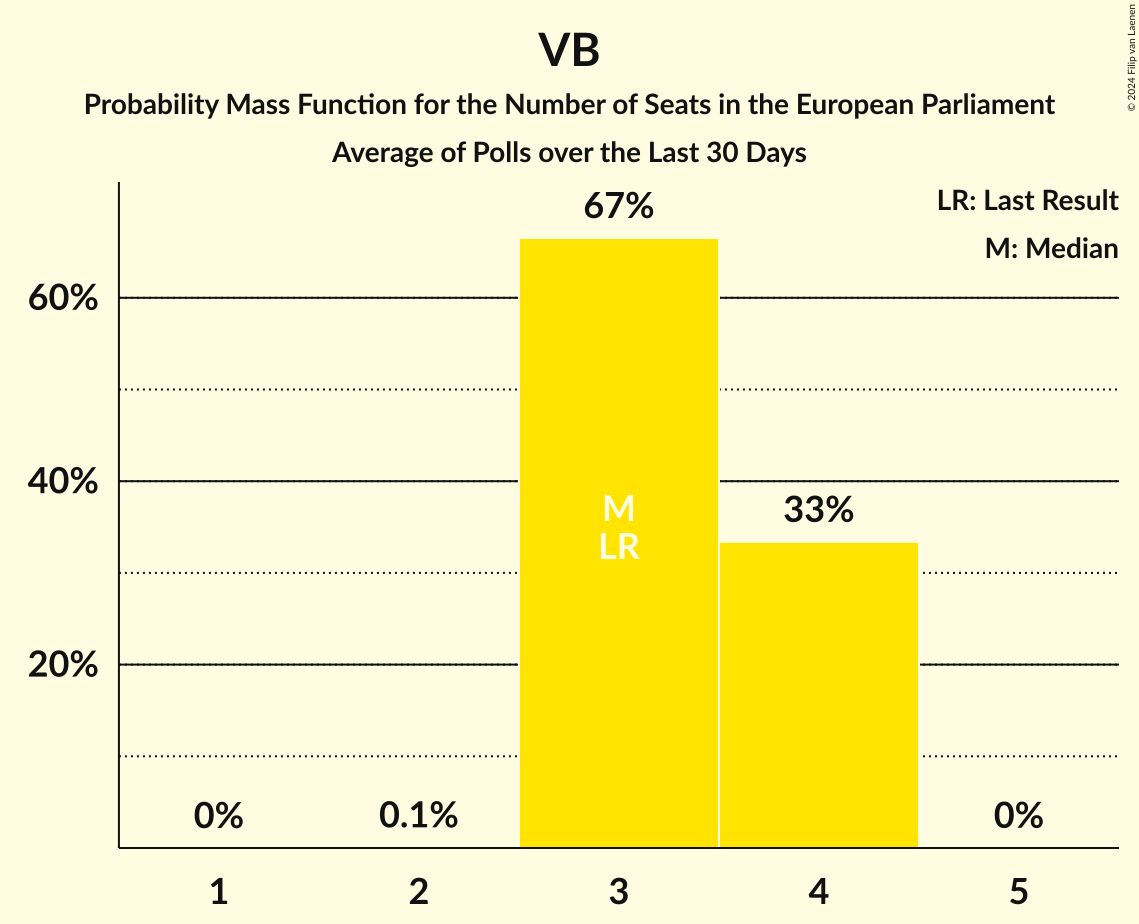 VB
Probability Mass Function for the Number of Seats in the European Parliament
Average of Polls over the Last 30 Days
© 2024 Filip van Laenen
LR: Last Result
M: Median
67%
60%
40%
33%
M
LR
20%
0%
0.1%
0%
1 2 3 4 5